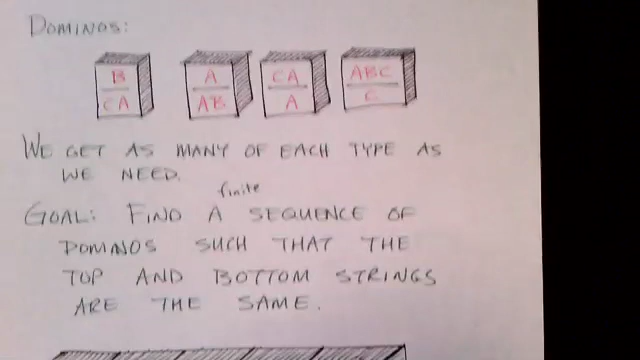 DOMINOS:
B A CA ABC
CA AB A C
WE GET AS MANY OF EACH TYPE AS
WE NEED.
finite
GOAL: FIND A SEQUENCE OF
DOMINOS SUCH THAT THE
TOP AND BOTTOM STRINGS
ARE THE SAME.